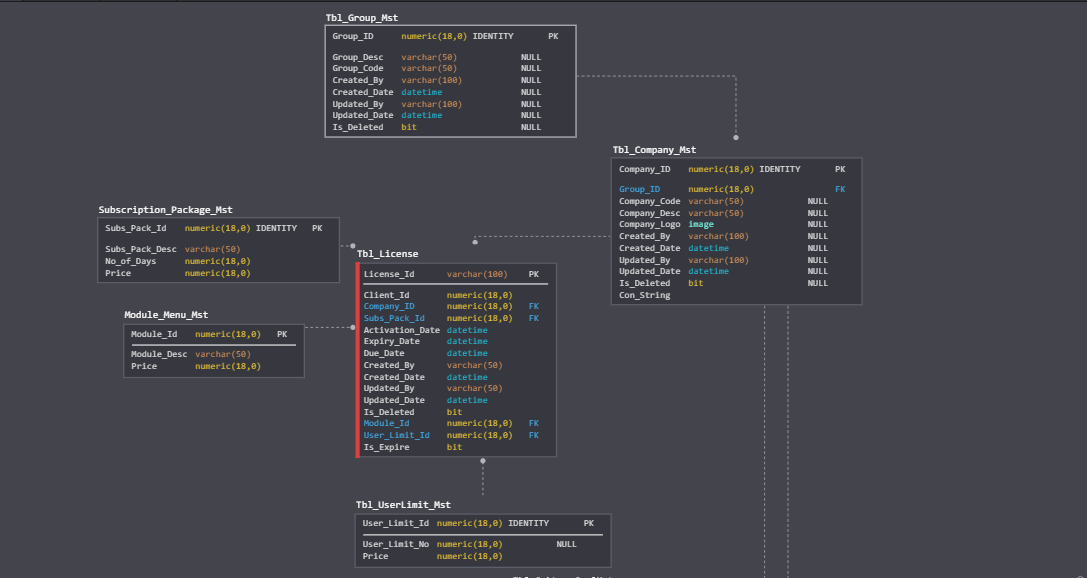 Tbl_Group_Mst
Group_ID numeric(18,0) IDENTITY PK
Group_Desc varchar(50) NULL
Group_Code varchar(50) NULL
Created_By varchar(100) NULL
Created_Date datetime NULL
Updated_By varchar(100) NULL
Updated_Date datetime NULL
Is_Deleted bit NULL
Tbl_Company_Mst
Company_ID numeric(18,0) IDENTITY PK
Group_ID numeric(18,0) FK
Company_Code varchar(50) NULL
Company_Desc varchar(50) NULL
Company_Logo image NULL
Created_By varchar(100) NULL
Created_Date datetime NULL
Updated_By varchar(100) NULL
Updated_Date datetime NULL
Is_Deleted bit NULL
Con_String
Subscription_Package_Mst
Subs_Pack_Id numeric(18,0) IDENTITY PK
Subs_Pack_Desc varchar(50)
No_of_Days numeric(18,0)
Price numeric(18,0)
Tbl_License
License_Id varchar(100) PK
Client_Id numeric(18,0)
Company_ID numeric(18,0) FK
Subs_Pack_Id numeric(18,0) FK
Activation_Date datetime
Expiry_Date datetime
Due_Date datetime
Created_By varchar(50)
Created_Date datetime
Updated_By varchar(50)
Updated_Date datetime
Is_Deleted bit
Module_Id numeric(18,0) FK
User_Limit_Id numeric(18,0) FK
Is_Expire bit
Module_Menu_Mst
Module_Id numeric(18,0) PK
Module_Desc varchar(50)
Price numeric(18,0)
Tbl_UserLimit_Mst
User_Limit_Id numeric(18,0) IDENTITY PK
User_Limit_No numeric(18,0) NULL
Price numeric(18,0)